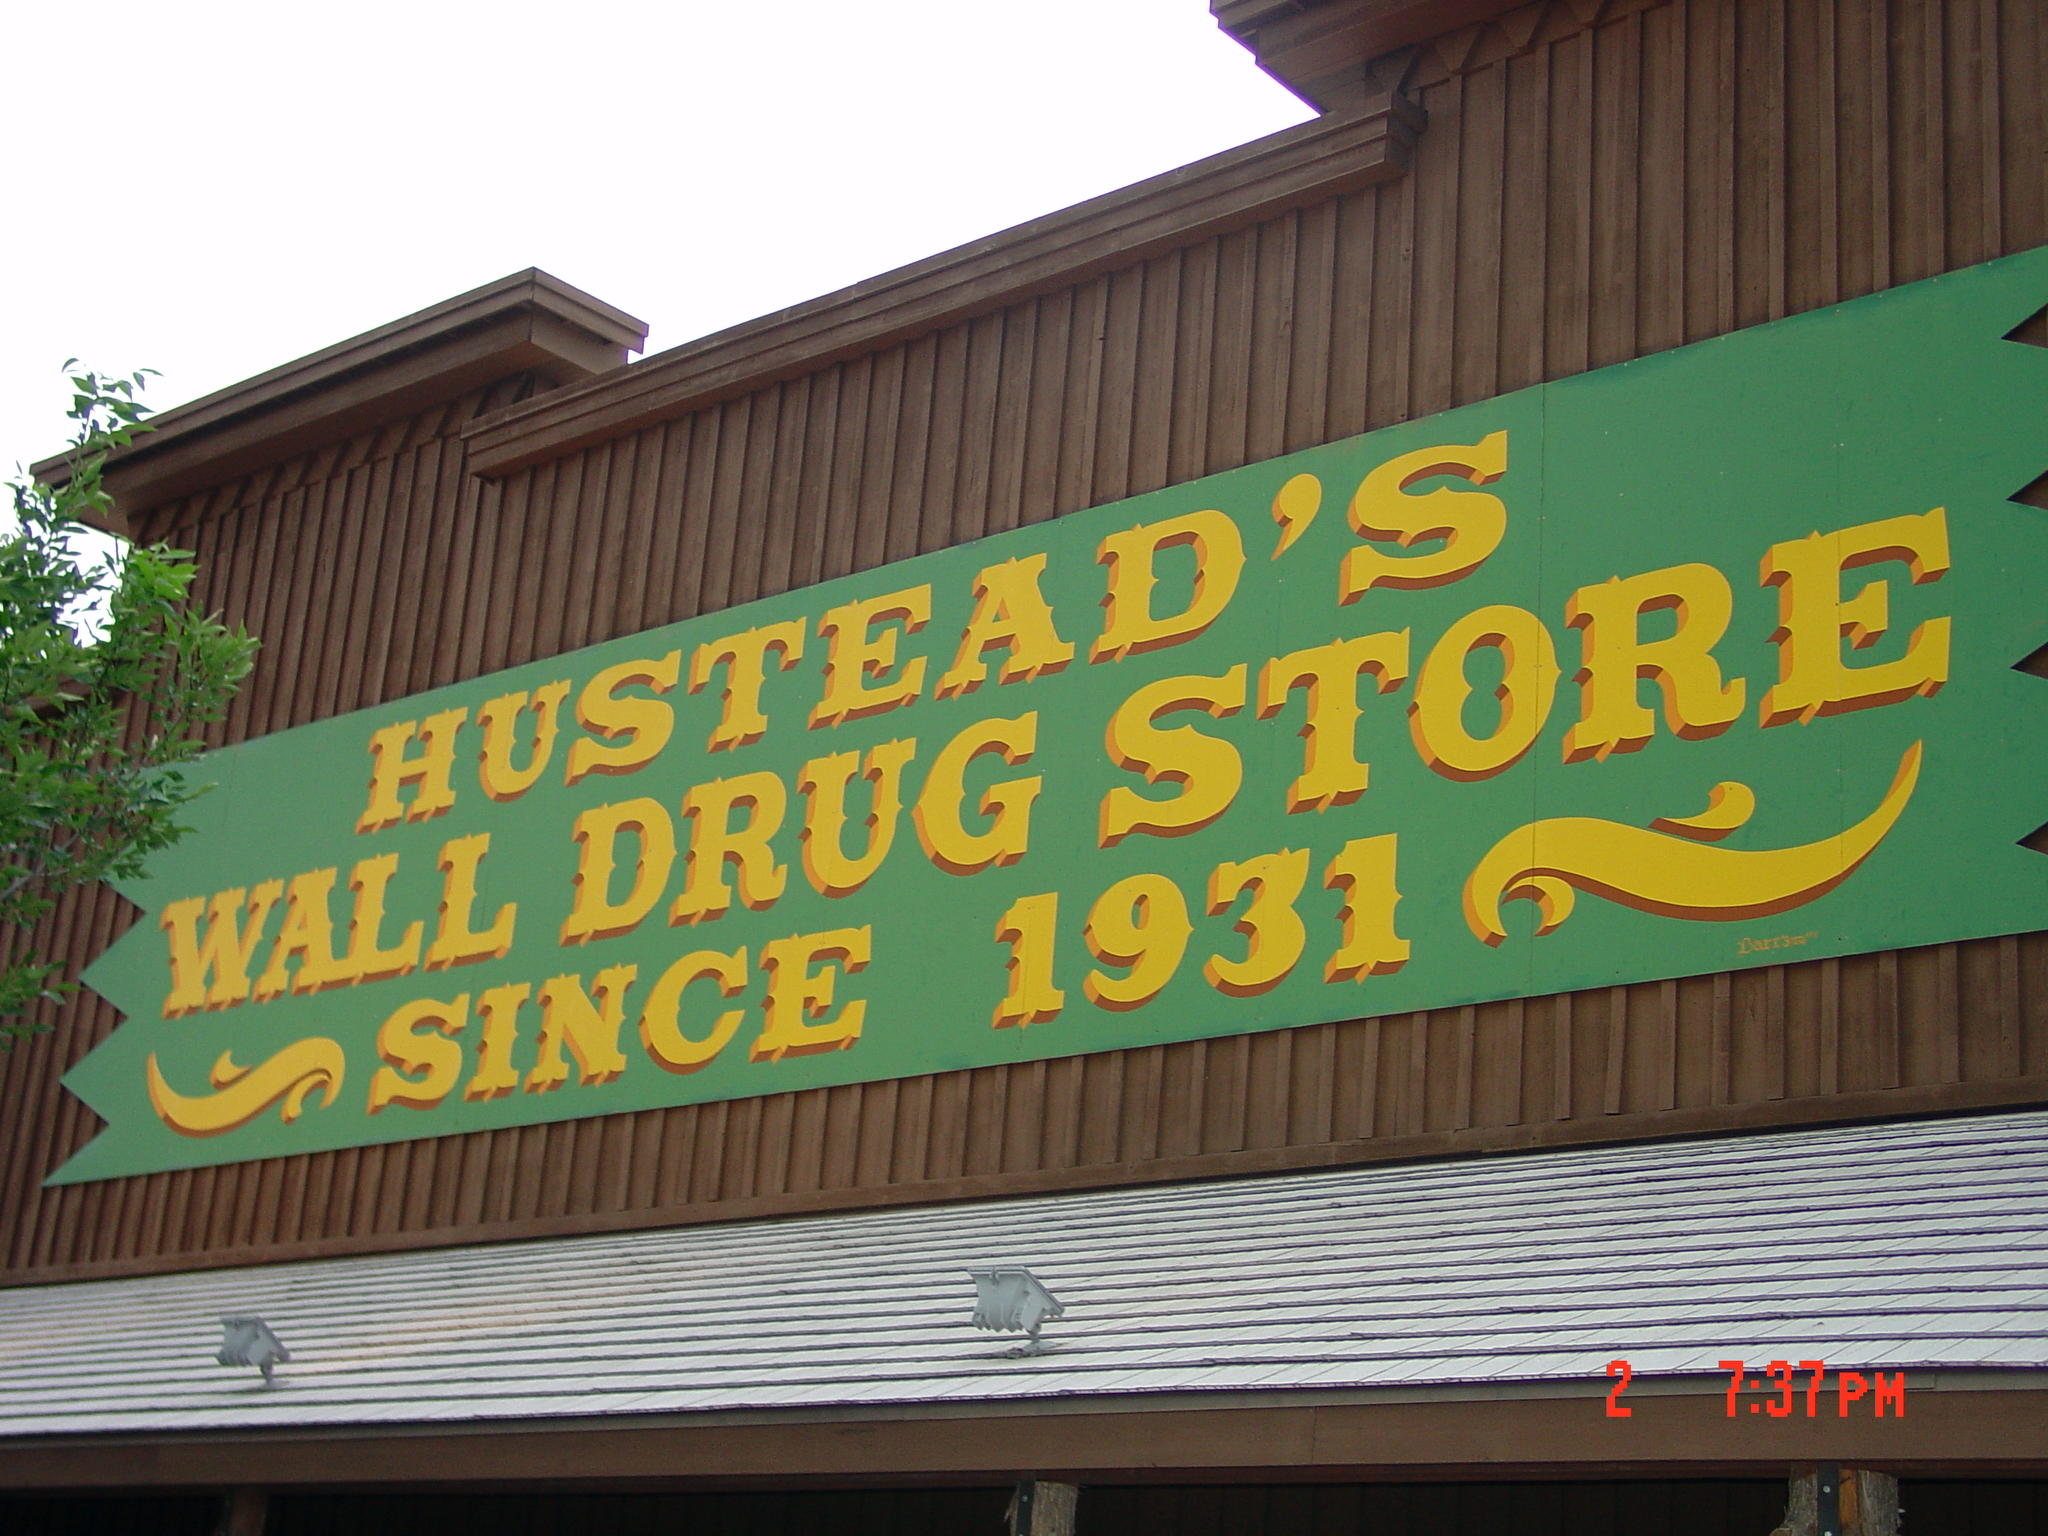 HUSTEAD'S
WALL DRUG STORE
SINCE 1931
2 7:37PM